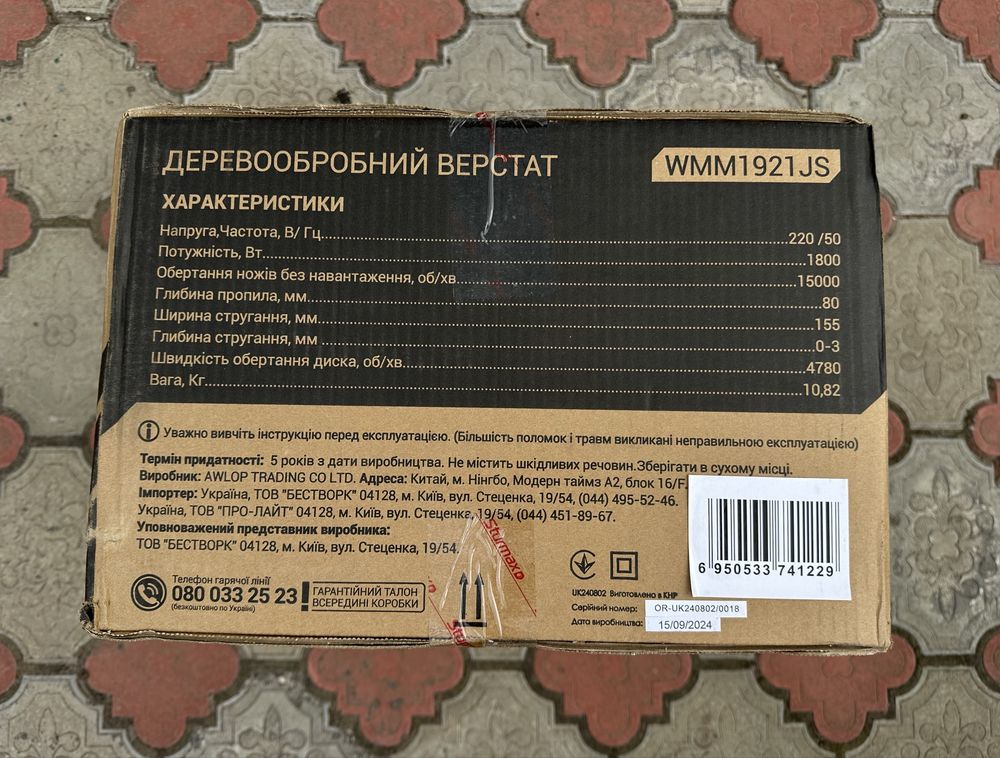 ДЕРЕВООБРОБНИЙ ВЕРСТАТ
WMM1921JS
ХАРАКТЕРИСТИКИ
Напруга,Частота, В/ Гц..........220 /50
Потужність, Вт..........1800
Обертання ножів без навантаження, об/хв..........15000
Глибина пропила, мм..........80
Ширина стругання, мм..........155
Глибина стругання, мм ..........0-3
Швидкість обертання диска, об/хв..........4780
Вага, Кг..........10,82
Уважно вивчіть інструкцію перед експлуатацією. (Більшість поломок і травм викликані неправильною експлуатацією)
Термін придатності: 5 років з дати виробництва. Не містить шкідливих речовин.Зберігати в сухому місці.
Виробник: AWLOP TRADING CO LTD. Адреса: Китай, м. Нінгбо, Модерн таймз А2, блок 16/F.
Імпортер: Україна, ТОВ "БЕСТВОРК" 04128, м. Київ, вул. Стеценка, 19/54, (044) 495-52-46.
Україна, ТОВ "ПРО-ЛАЙТ" 04128, м. Київ, вул. Стеценка, 19/54, (044) 451-89-67.
Уповноважений представник виробника:
ТОВ "БЕСТВОРК" 04128, м. Київ, вул. Стеценка, 19/54.
Sturmaxo
6 950533 741229
Телефон гарячої лінії
080 033 25 23
(безкоштовно по Україні)
! ГАРАНТІЙНИЙ ТАЛОН
ВСЕРЕДИНІ КОРОБКИ
UK240802 Виготовлено в КНР
Серійний номер: OR-UK240802/0018
Дата виробництва: 15/09/2024